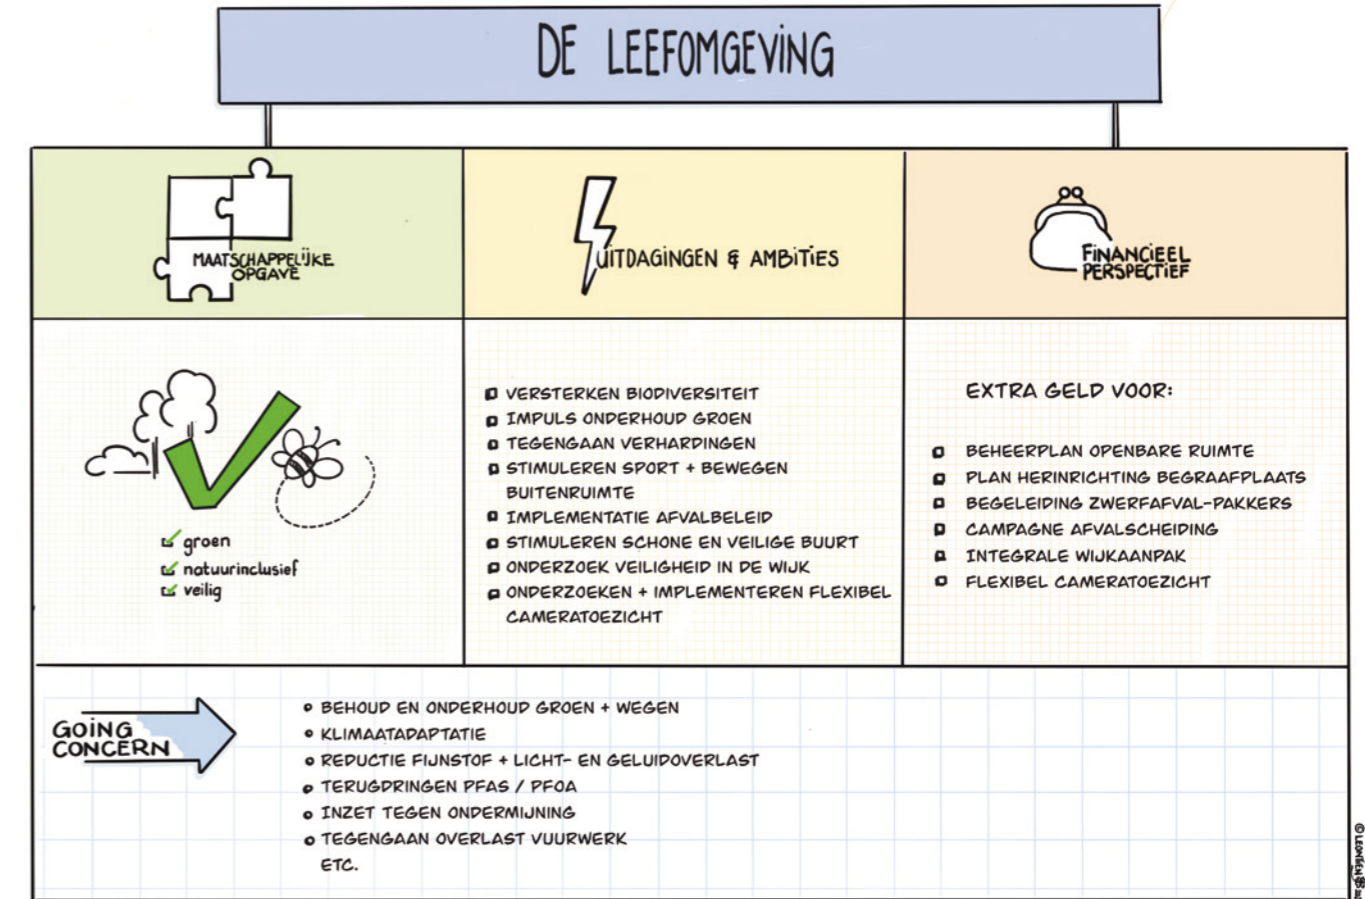 DE LEEFOMGEVING
MAATSCHAPPELIJKE
OPGAVE
UITDAGINGEN & AMBITIES
FINANCIEEL
PERSPECTIEF
groen
natuurinclusief
veilig
VERSTERKEN BIODIVERSITEIT
IMPULS ONDERHOUD GROEN
TEGENGAAN VERHARDINGEN
STIMULEREN SPORT + BEWEGEN
BUITENRUIMTE
IMPLEMENTATIE AFVALBELEID
STIMULEREN SCHONE EN VEILIGE BUURT
ONDERZOEK VEILIGHEID IN DE WIJK
ONDERZOEKEN + IMPLEMENTEREN FLEXIBEL
CAMERATOEZICHT
EXTRA GELD VOOR:
BEHEERPLAN OPENBARE RUIMTE
PLAN HERINRICHTING BEGRAAFPLAATS
BEGELEIDING ZWERFAFVAL-PAKKERS
CAMPAGNE AFVALSCHEIDING
INTEGRALE WIJKAANPAK
FLEXIBEL CAMERATOEZICHT
GOING
CONCERN
BEHOUD EN ONDERHOUD GROEN + WEGEN
KLIMAATADAPTATIE
REDUCTIE FIJNSTOF + LICHT- EN GELUIDOVERLAST
TERUGDRINGEN PFAS / PFOA
INZET TEGEN ONDERMIJNING
TEGENGAAN OVERLAST VUURWERK
ETC.
© LEONTIEN